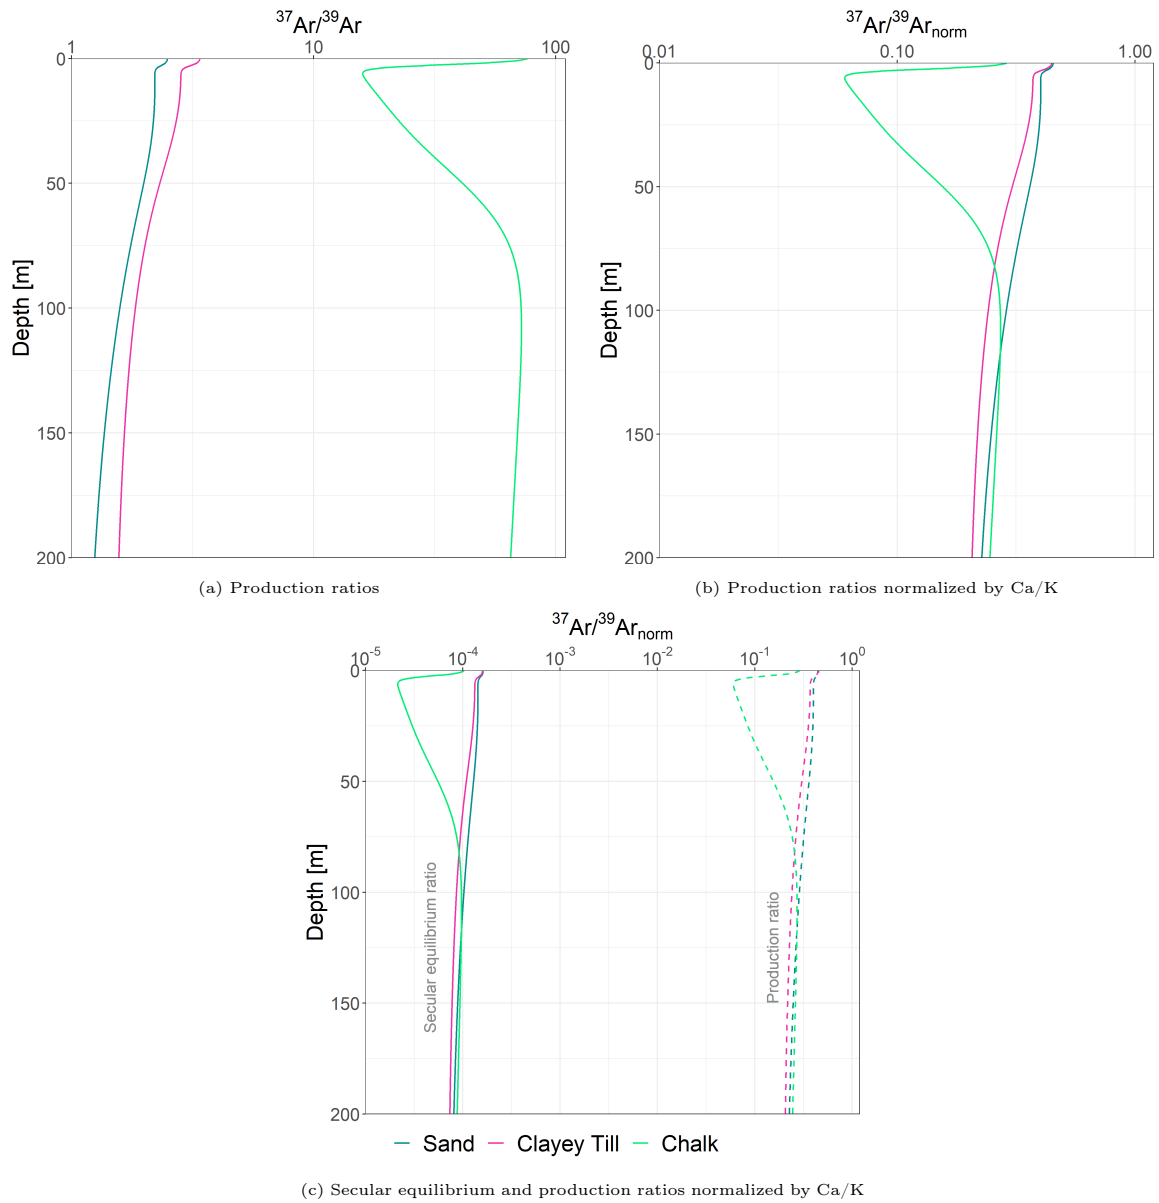 ³⁷Ar/³⁹Ar
1 10 100
0
50
100
150
200
Depth [m]
(a) Production ratios
³⁷Ar/³⁹Arnorm
0.01 0.10 1.00
0
50
100
150
200
Depth [m]
(b) Production ratios normalized by Ca/K
³⁷Ar/³⁹Arnorm
10⁻⁵ 10⁻⁴ 10⁻³ 10⁻² 10⁻¹ 10⁰
0
50
100
150
200
Depth [m]
Secular equilibrium ratio
Production ratio
Sand Clayey Till Chalk
(c) Secular equilibrium and production ratios normalized by Ca/K